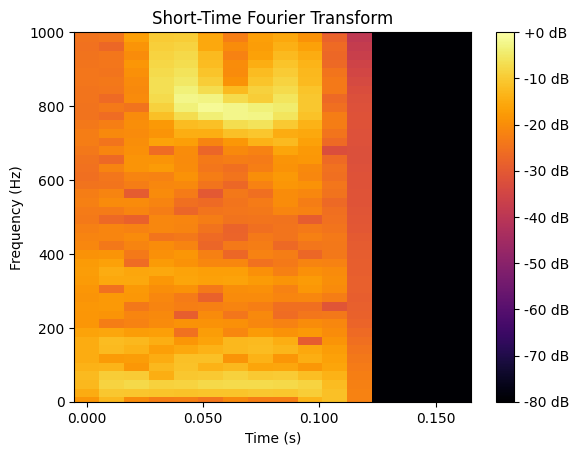 Short-Time Fourier Transform
1000
800
600
400
200
0
Frequency (Hz)
0.000
0.050
0.100
0.150
Time (s)
+0 dB
-10 dB
-20 dB
-30 dB
-40 dB
-50 dB
-60 dB
-70 dB
-80 dB